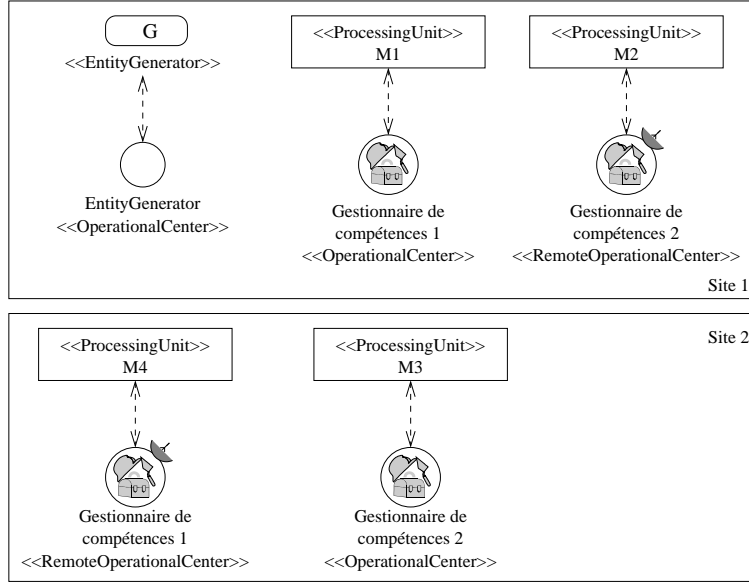 G
<<EntityGenerator>>
EntityGenerator
<<OperationalCenter>>
<<ProcessingUnit>>
M1
Gestionnaire de
compétences 1
<<OperationalCenter>>
<<ProcessingUnit>>
M2
Gestionnaire de
compétences 2
<<RemoteOperationalCenter>>
Site 1
Site 2
<<ProcessingUnit>>
M4
Gestionnaire de
compétences 1
<<RemoteOperationalCenter>>
<<ProcessingUnit>>
M3
Gestionnaire de
compétences 2
<<OperationalCenter>>